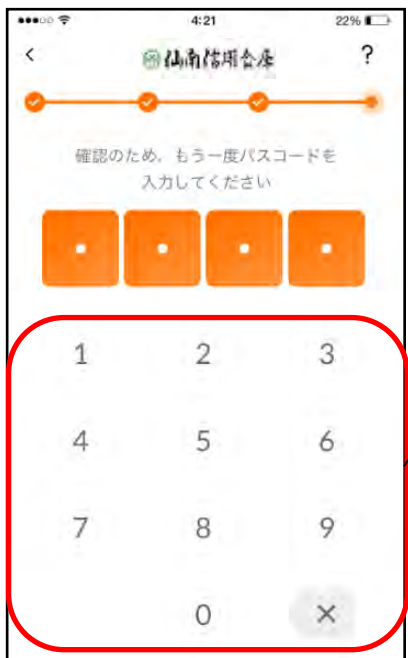 4:21
22%
<
仙南信用金庫
?
確認のため、もう一度パスコードを
入力してください
1 2 3
4 5 6
7 8 9
0 ×